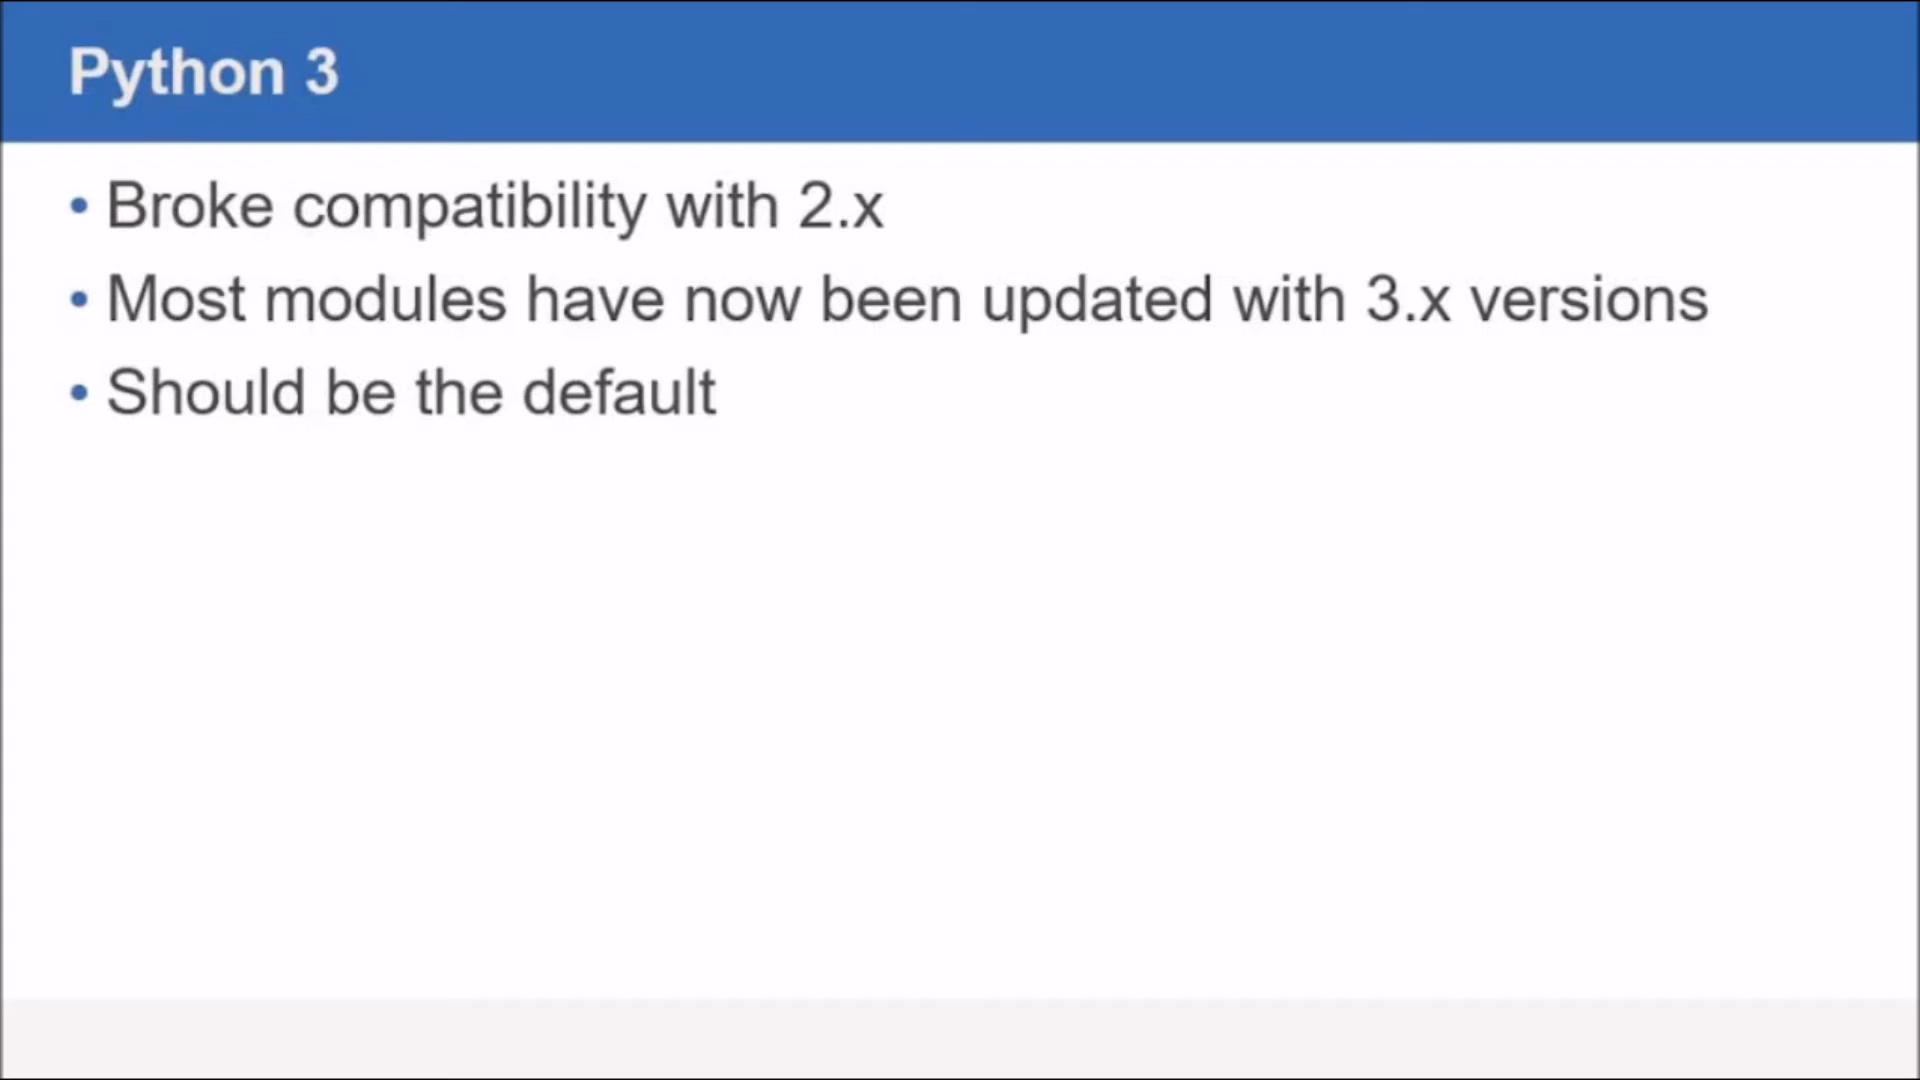 Python 3
• Broke compatibility with 2.x
• Most modules have now been updated with 3.x versions
• Should be the default